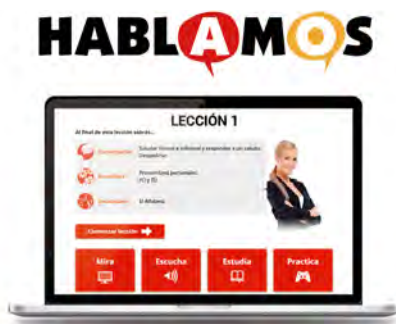 HABLAMOS
LECCIÓN 1
Al final de esta lección sabrás...
Saludar formal e informal y responder a un saludo
Despedirse
Pronombres personales
El Alfabeto
Comenzar lección
Mira
Escucha
Estudia
Practica